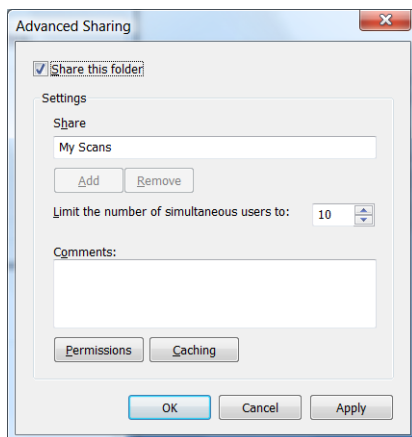 Advanced Sharing
Share this folder
Settings
Share
My Scans
Add Remove
Limit the number of simultaneous users to: 10
Comments:
Permissions Caching
OK Cancel Apply